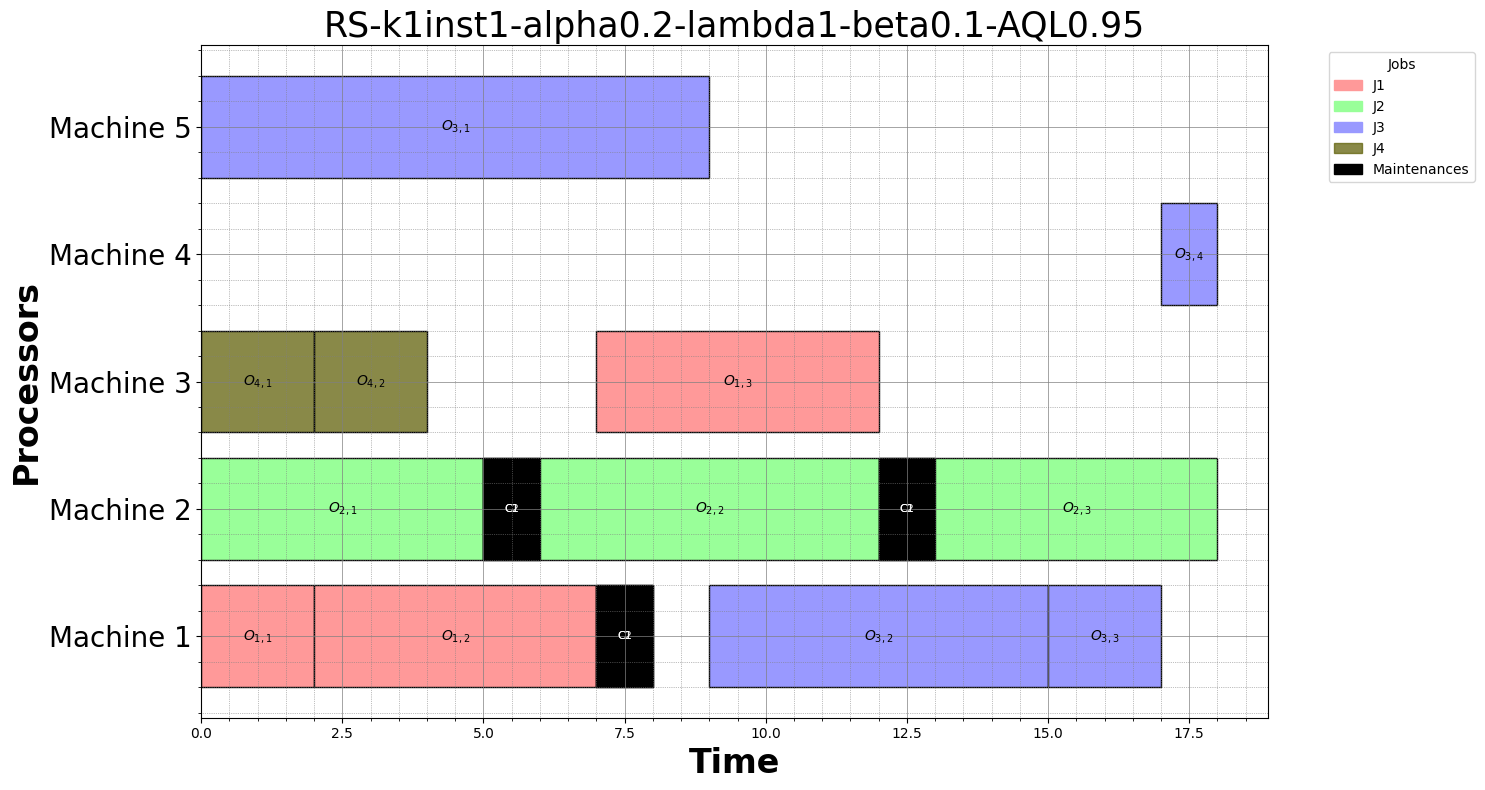 RS-k1inst1-alpha0.2-lambda1-beta0.1-AQL0.95
Jobs
J1
J2
J3
J4
Maintenances
Processors
Machine 5
O3,1
Machine 4
O3,4
Machine 3
O4,1
O4,2
O1,3
Machine 2
O2,1
O2,2
O2,3
Machine 1
O1,1
O1,2
O3,2
O3,3
0.0 2.5 5.0 7.5 10.0 12.5 15.0 17.5
Time